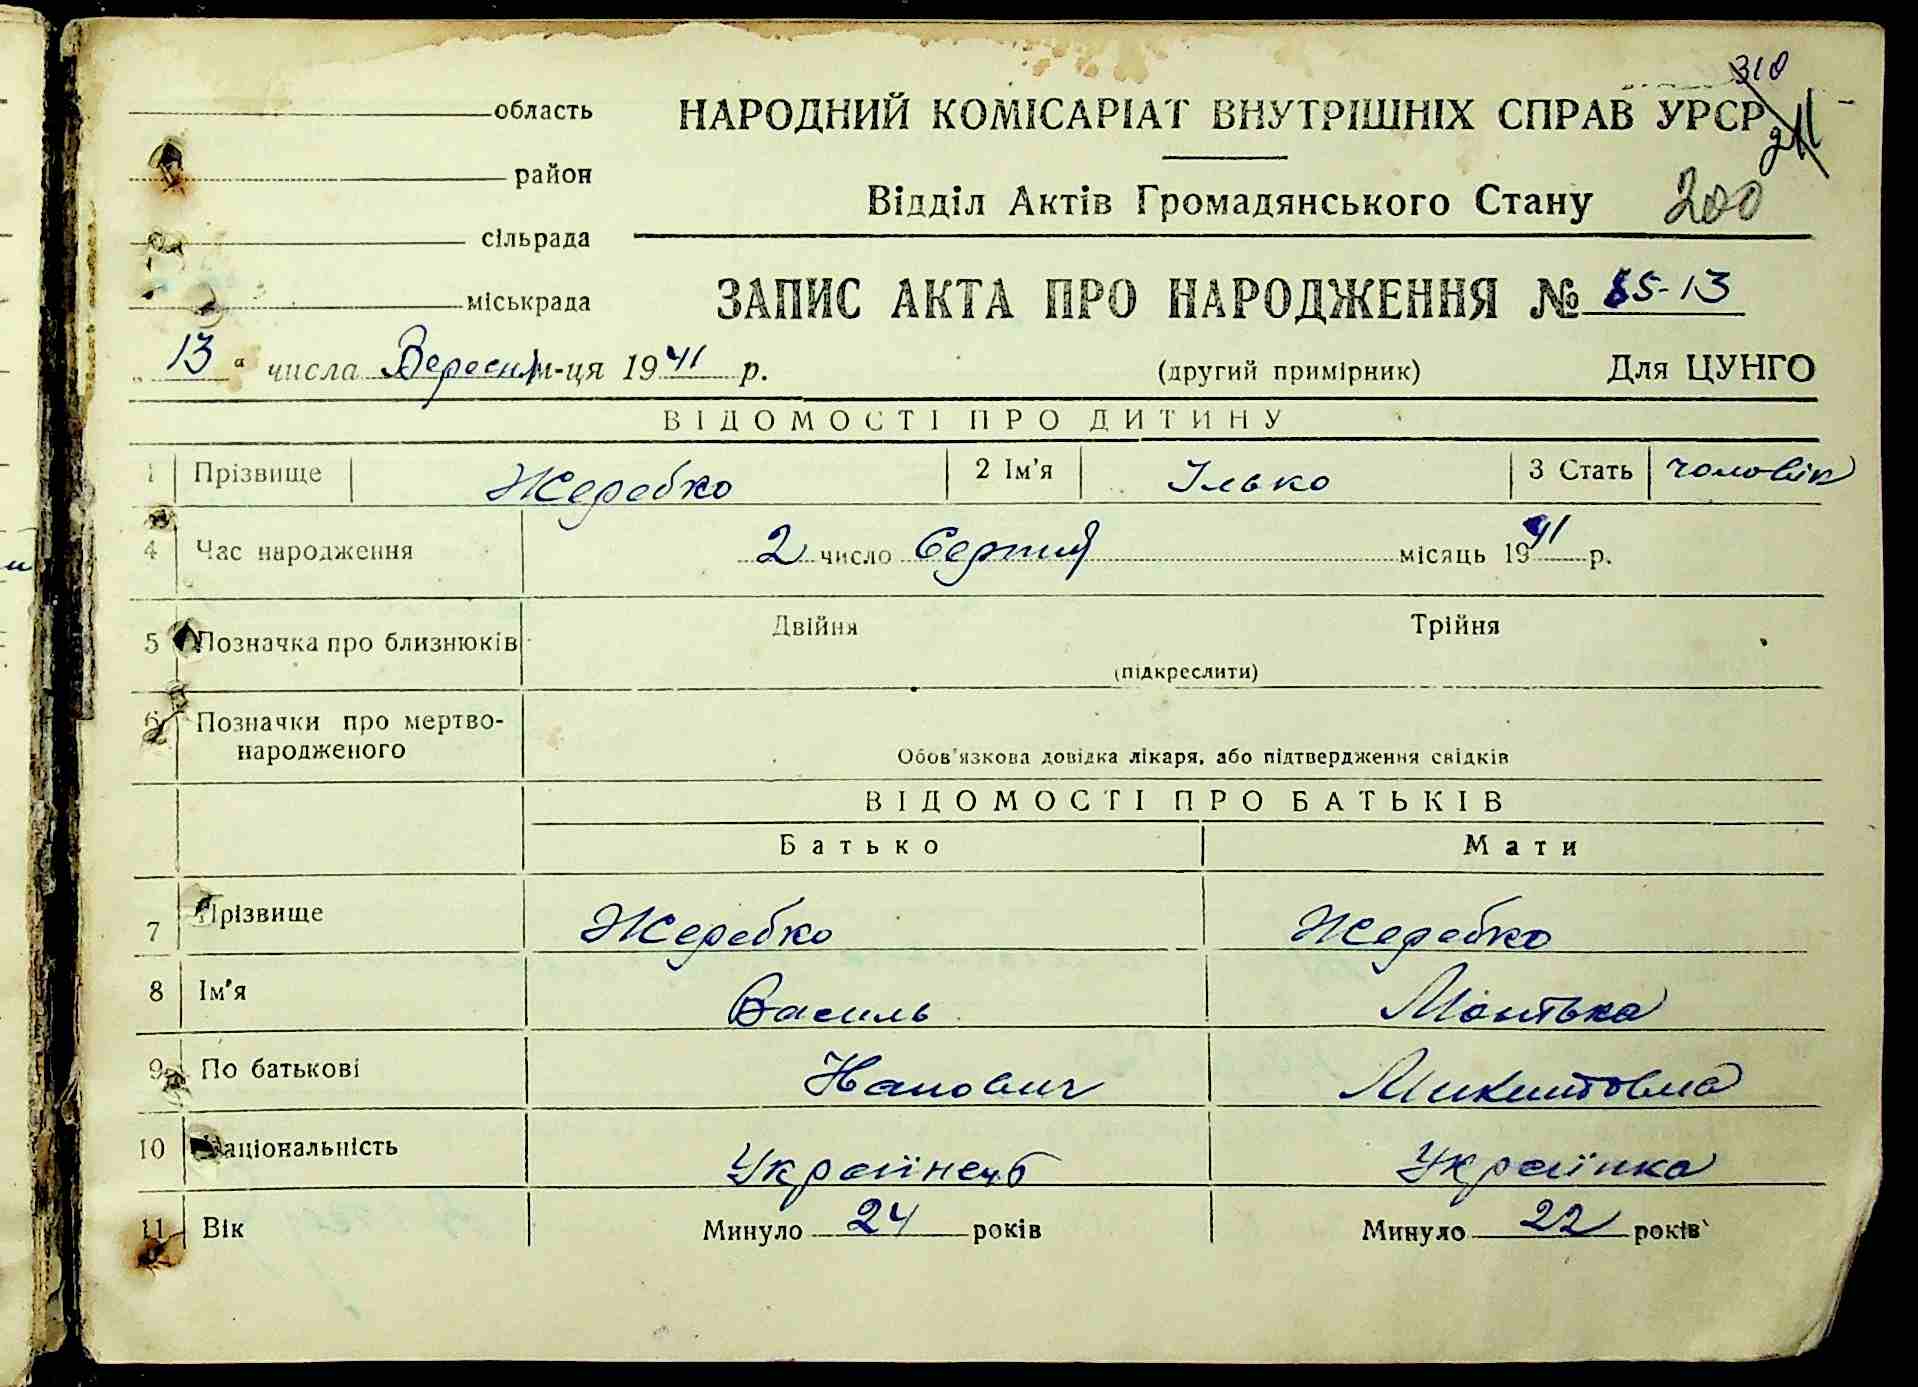 310
область
НАРОДНИЙ КОМІСАРІАТ ВНУТРІШНІХ СПРАВ УРСР
211
район
Відділ Актів Громадянського Стану 200
сільрада
ЗАПИС АКТА ПРО НАРОДЖЕННЯ № 85-13
міськрада
„13“ числа Вересня м-ця 1941 р.
(другий примірник) Для ЦУНГО
ВІДОМОСТІ ПРО ДИТИНУ
1 Прізвище Жеребко 2 Ім'я Ілько 3 Стать чоловік
4 Час народження 2 число Серпня місяць 1941 р.
5 Позначка про близнюків Двійня Трійня
(підкреслити)
6 Позначки про мертво-
народженого
Обов'язкова довідка лікаря, або підтвердження свідків
ВІДОМОСТІ ПРО БАТЬКІВ
Батько Мати
7 Прізвище Жеребко Жеребко
8 Ім'я Василь
9 По батькові
10 Національність Українець Українка
11 Вік Минуло 24 років Минуло 22 років